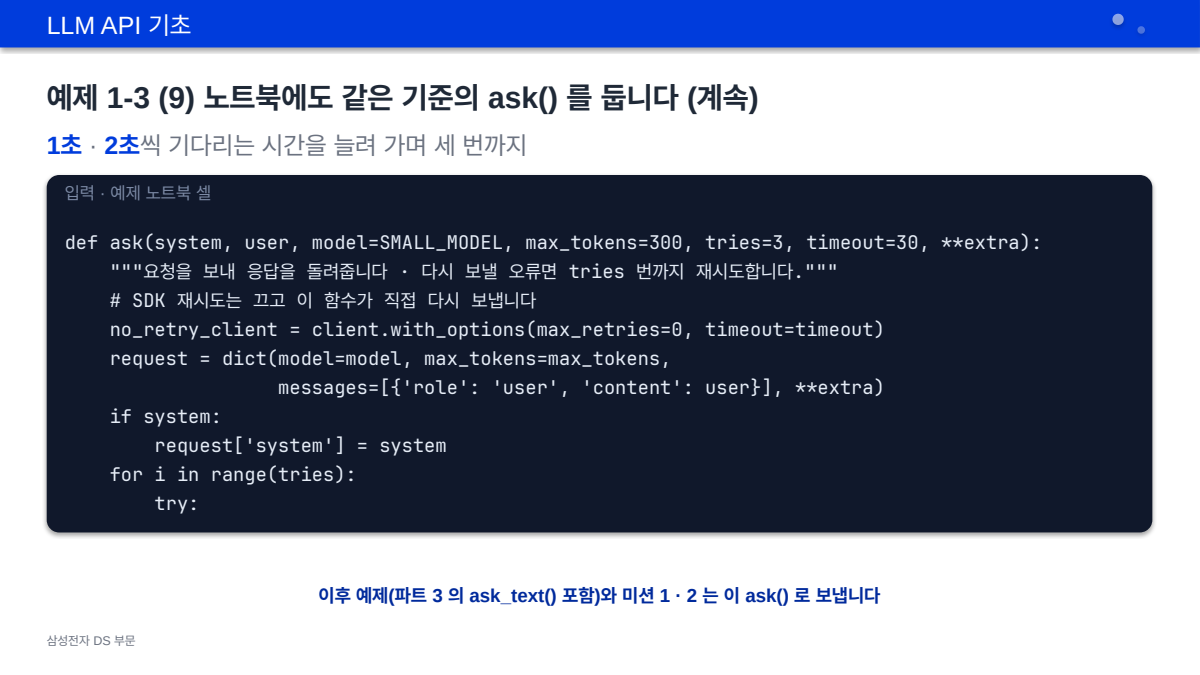 LLM API 기초
예제 1-3 (9) 노트북에도 같은 기준의 ask() 를 둡니다 (계속)
1초 · 2초씩 기다리는 시간을 늘려 가며 세 번까지
입력 · 예제 노트북 셀
def ask(system, user, model=SMALL_MODEL, max_tokens=300, tries=3, timeout=30, **extra):
    """요청을 보내 응답을 돌려줍니다 · 다시 보낼 오류면 tries 번까지 재시도합니다."""
    # SDK 재시도는 끄고 이 함수가 직접 다시 보냅니다
    no_retry_client = client.with_options(max_retries=0, timeout=timeout)
    request = dict(model=model, max_tokens=max_tokens,
                   messages=[{'role': 'user', 'content': user}], **extra)
    if system:
        request['system'] = system
    for i in range(tries):
        try:
이후 예제(파트 3 의 ask_text() 포함)와 미션 1 · 2 는 이 ask() 로 보냅니다
삼성전자 DS 부문